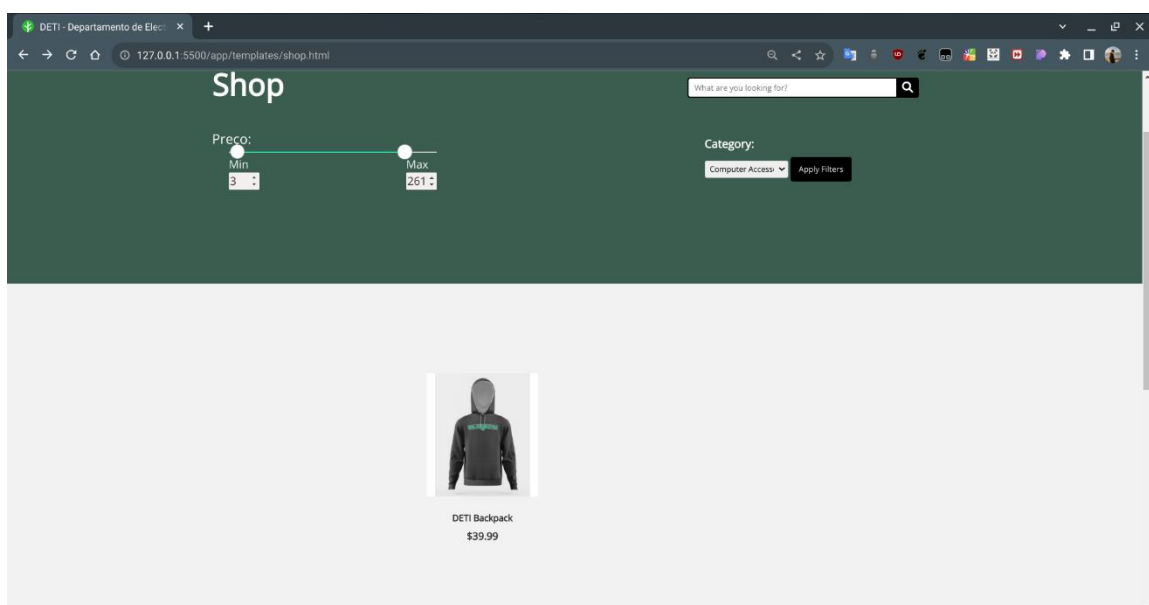 DETI - Departamento de Elect
127.0.0.1:5500/app/templates/shop.html
Shop
What are you looking for?
Preço:
Min
Max
3
261
Category:
Computer Access
Apply Filters
DETI Backpack
$39.99